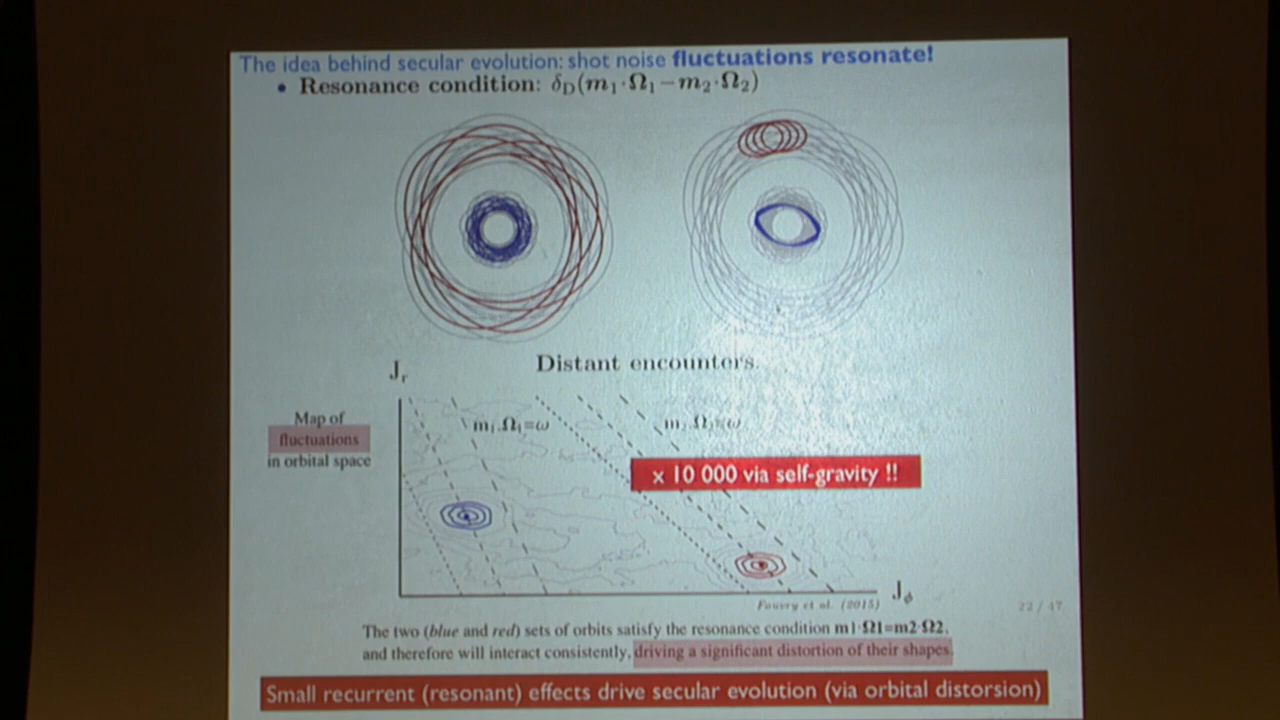 The idea behind secular evolution: shot noise fluctuations resonate!
• Resonance condition: δD(m1·Ω1−m2·Ω2)
Distant encounters.
Jr
Map of
fluctuations
in orbital space
m1.Ω1=ω
m2.Ω2=ω
x 10 000 via self-gravity !!
Jϕ
Fouvry et al. (2015)
22 / 47
The two (blue and red) sets of orbits satisfy the resonance condition m1·Ω1=m2·Ω2,
and therefore will interact consistently, driving a significant distortion of their shapes.
Small recurrent (resonant) effects drive secular evolution (via orbital distorsion)